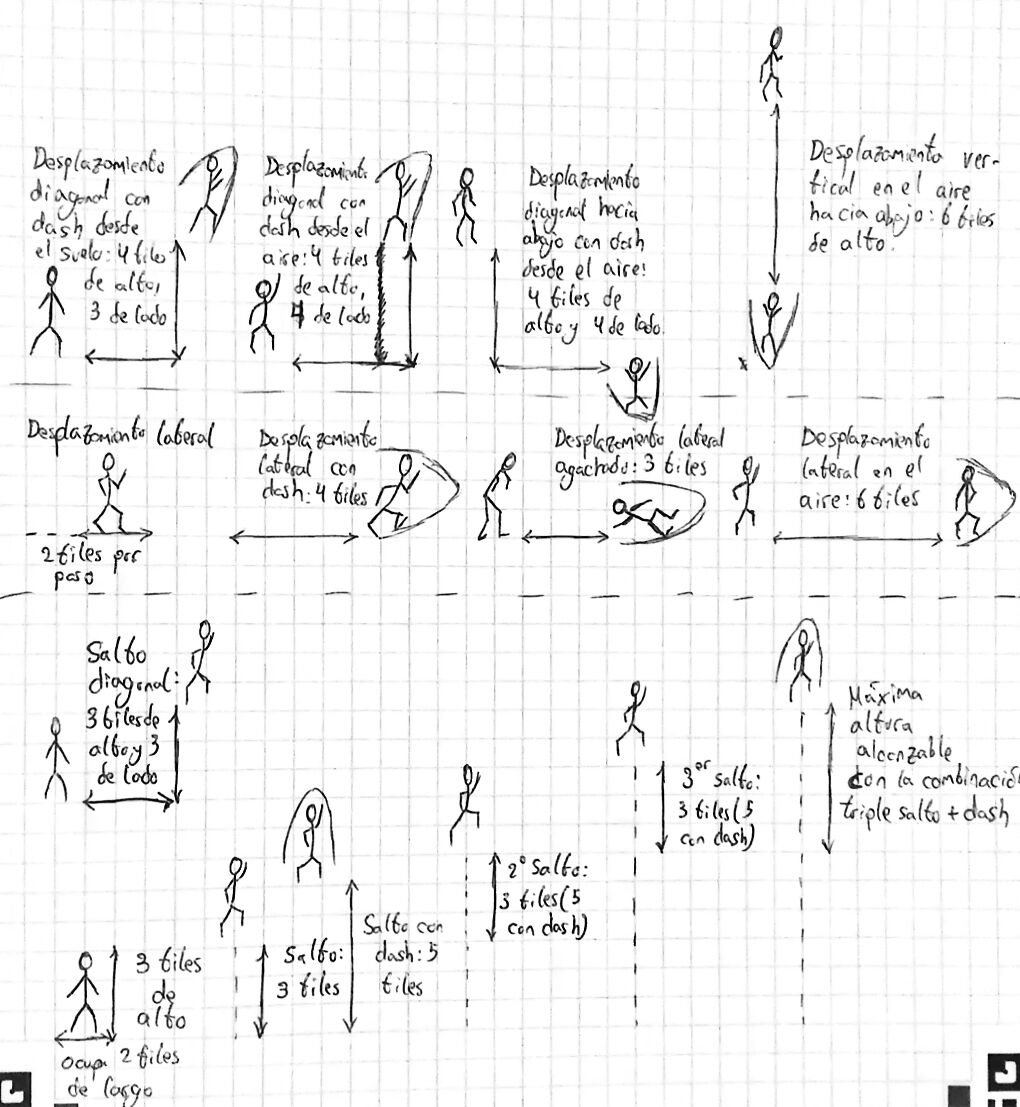 Desplazamiento
diagonal con
dash desde
el suelo: 4 tiles
de alto,
3 de lado
Desplazamiento
diagonal con
dash desde el
aire: 4 tiles
de alto,
4 de lado
Desplazamiento
diagonal hacia
abajo con dash
desde el aire:
4 tiles de
alto y 4 de lado.
Desplazamiento ver-
tical en el aire
hacia abajo: 6 tiles
de alto.
Desplazamiento lateral
2 tiles por
paso
Desplazamiento
lateral con
dash: 4 tiles
Desplazamiento lateral
agachado: 3 tiles
Desplazamiento
lateral en el
aire: 6 tiles
Salto
diagonal:
3 tiles de
alto y 3
de lado
3 tiles
de
alto
ocupa 2 tiles
de largo
Salto:
3 tiles
Salto con
dash: 5
tiles
2º Salto:
3 tiles (5
con dash)
3er Salto:
3 tiles (5
con dash)
Máxima
altura
alcanzable
con la combinació
triple salto + dash